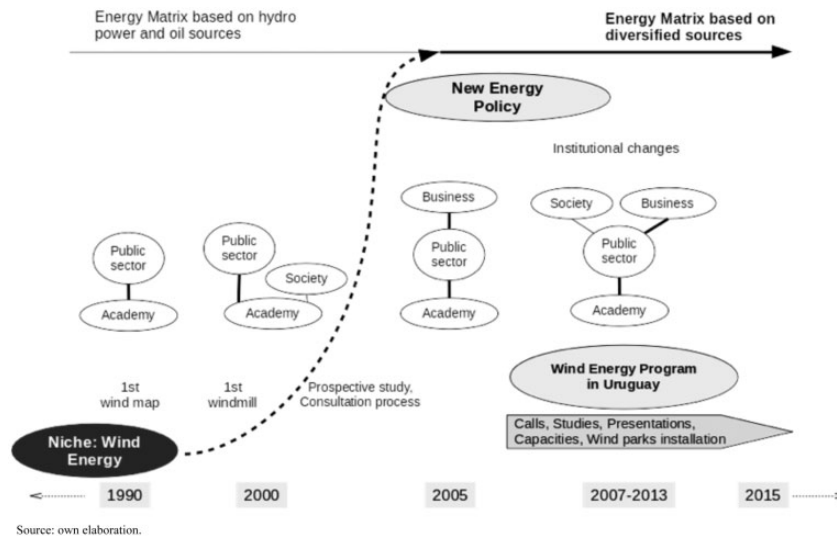 Energy Matrix based on hydro
power and oil sources
Energy Matrix based on
diversified sources
New Energy
Policy
Institutional changes
Business
Society
Business
Public
sector
Public
sector
Society
Public
sector
Public
sector
Academy
Academy
Academy
Academy
1st
wind map
1st
windmill
Prospective study,
Consultation process
Wind Energy Program
in Uruguay
Calls, Studies, Presentations,
Capacities, Wind parks installation
Niche: Wind
Energy
1990
2000
2005
2007-2013
2015
Source: own elaboration.